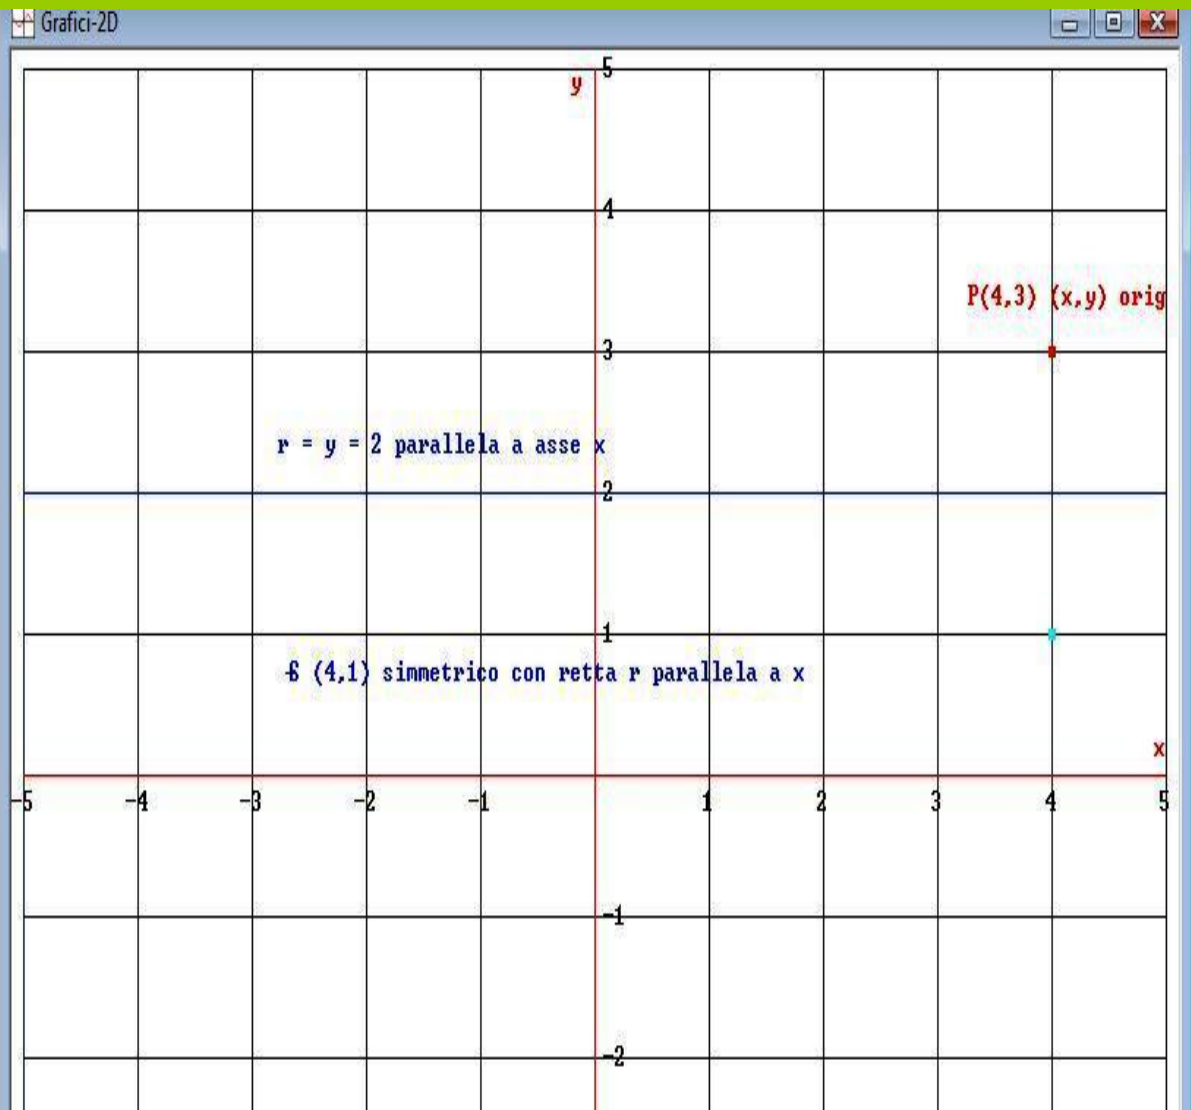 Grafici-2D
5
y
4
P(4,3) (x,y) orig
3
r = y = 2 parallela a asse x
2
1
(4,1) simmetrico con retta r parallela a x
x
-5 -4 -3 -2 -1 1 2 3 4 5
-1
-2